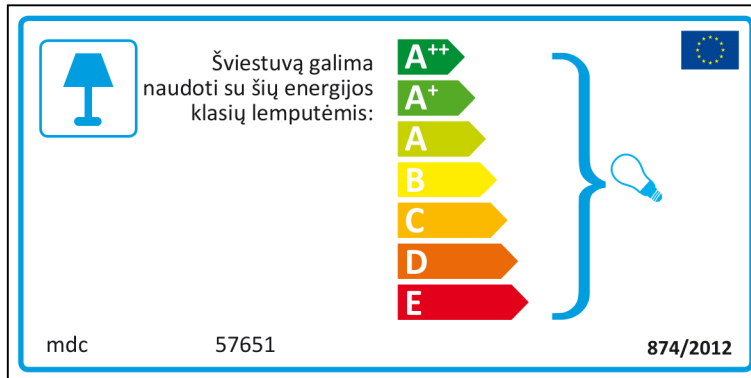 Šviestuvą galima
naudoti su šių energijos
klasių lemputėmis:
A++
A+
A
B
C
D
E
mdc 57651 874/2012